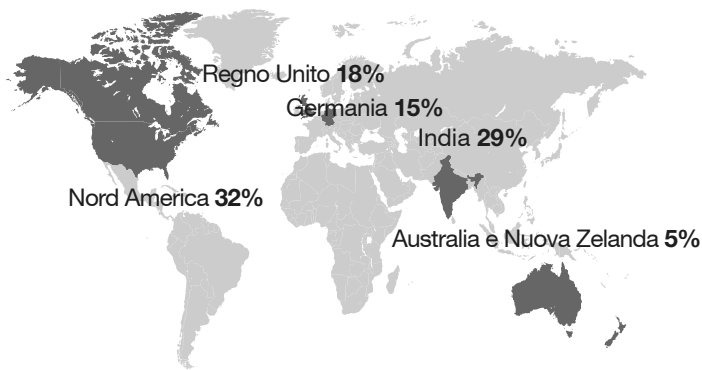 Regno Unito 18%
Germania 15%
India 29%
Nord America 32%
Australia e Nuova Zelanda 5%